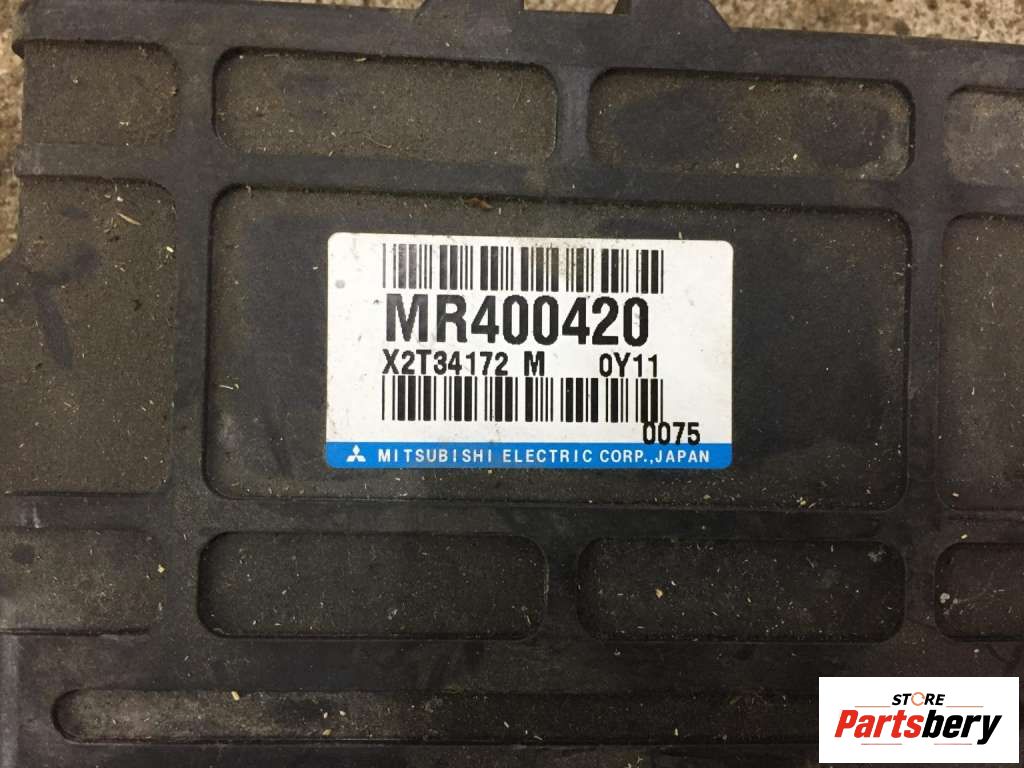 MR400420
X2T34172 M 0Y11
0075
MITSUBISHI ELECTRIC CORP.,JAPAN
STORE
Partsbery